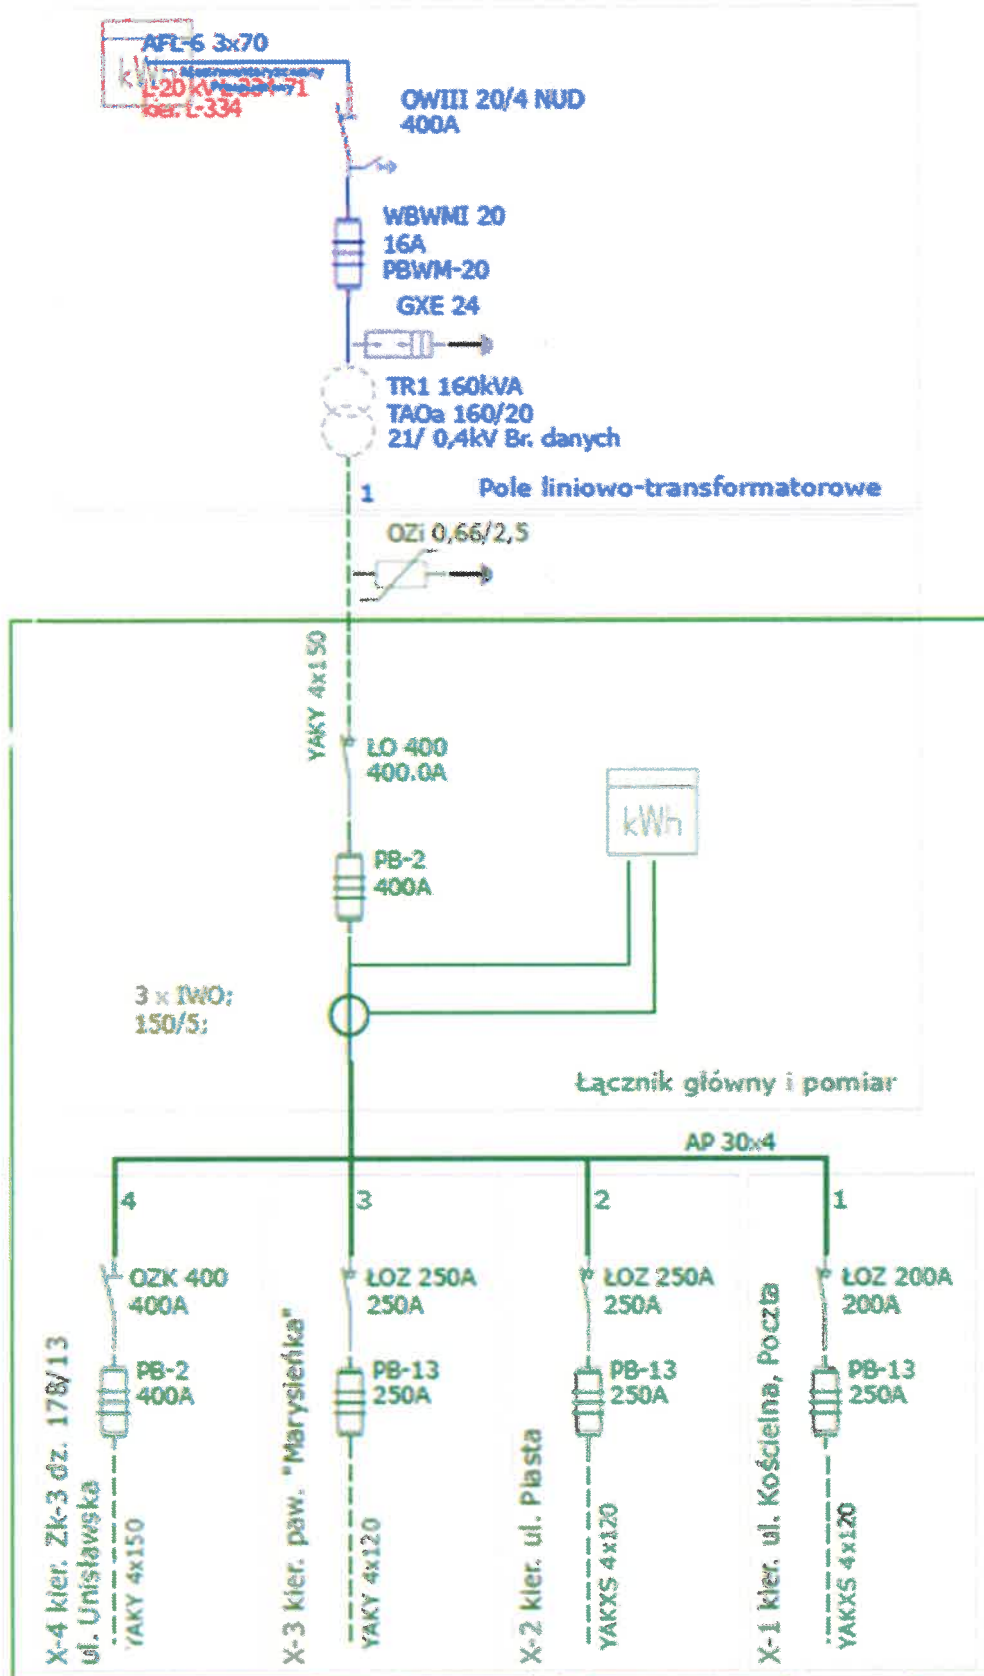 AFL-6 3x70
kWh
L-20 kV L-334-71
kier. L-334
OWIII 20/4 NUD
400A
WBWMI 20
16A
PBWM-20
GXE 24
TR1 160kVA
TAOa 160/20
21/ 0,4kV Br. danych
1
Pole liniowo-transformatorowe
OZi 0,66/2,5
YAKY 4x150
ŁO 400
400.0A
kWh
PB-2
400A
3 x IWO;
150/5;
Łącznik główny i pomiar
AP 30x4
4
3
2
1
OZK 400
400A
ŁOZ 250A
250A
ŁOZ 250A
250A
ŁOZ 200A
200A
PB-2
400A
PB-13
250A
PB-13
250A
PB-13
250A
X-4 kier. Zk-3 dz. 178/13
ul. Unisławska
YAKY 4x150
X-3 kier. paw. "Marysieńka"
YAKY 4x120
X-2 kier. ul. Piasta
YAKXS 4x120
X-1 kier. ul. Kościelna, Poczta
YAKXS 4x120